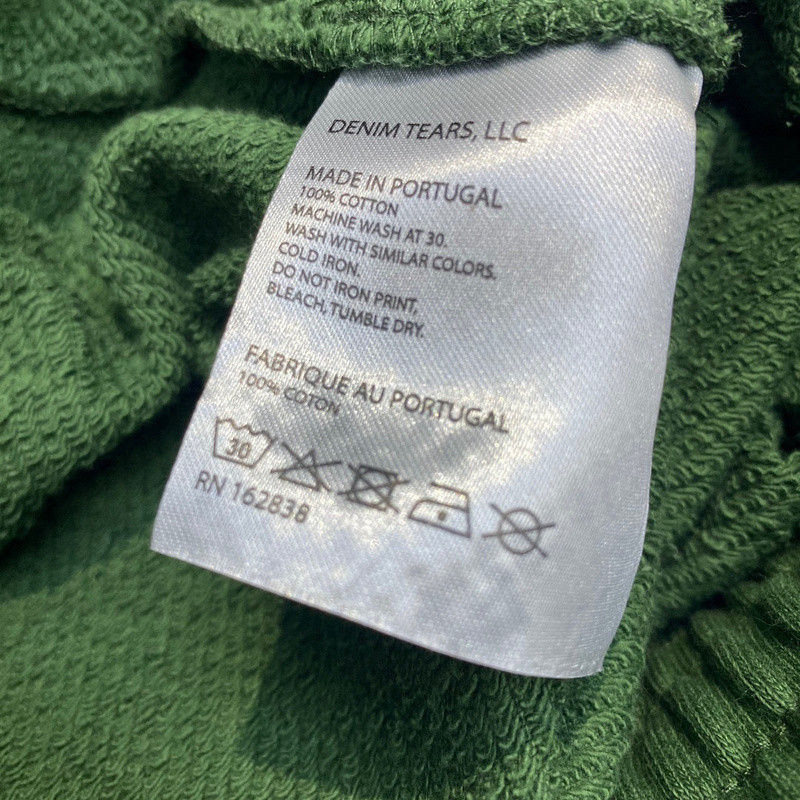 DENIM TEARS, LLC
MADE IN PORTUGAL
100% COTTON
MACHINE WASH AT 30.
WASH WITH SIMILAR COLORS.
COLD IRON.
DO NOT IRON PRINT,
BLEACH, TUMBLE DRY.
FABRIQUE AU PORTUGAL
100% COTON
30
RN 162838